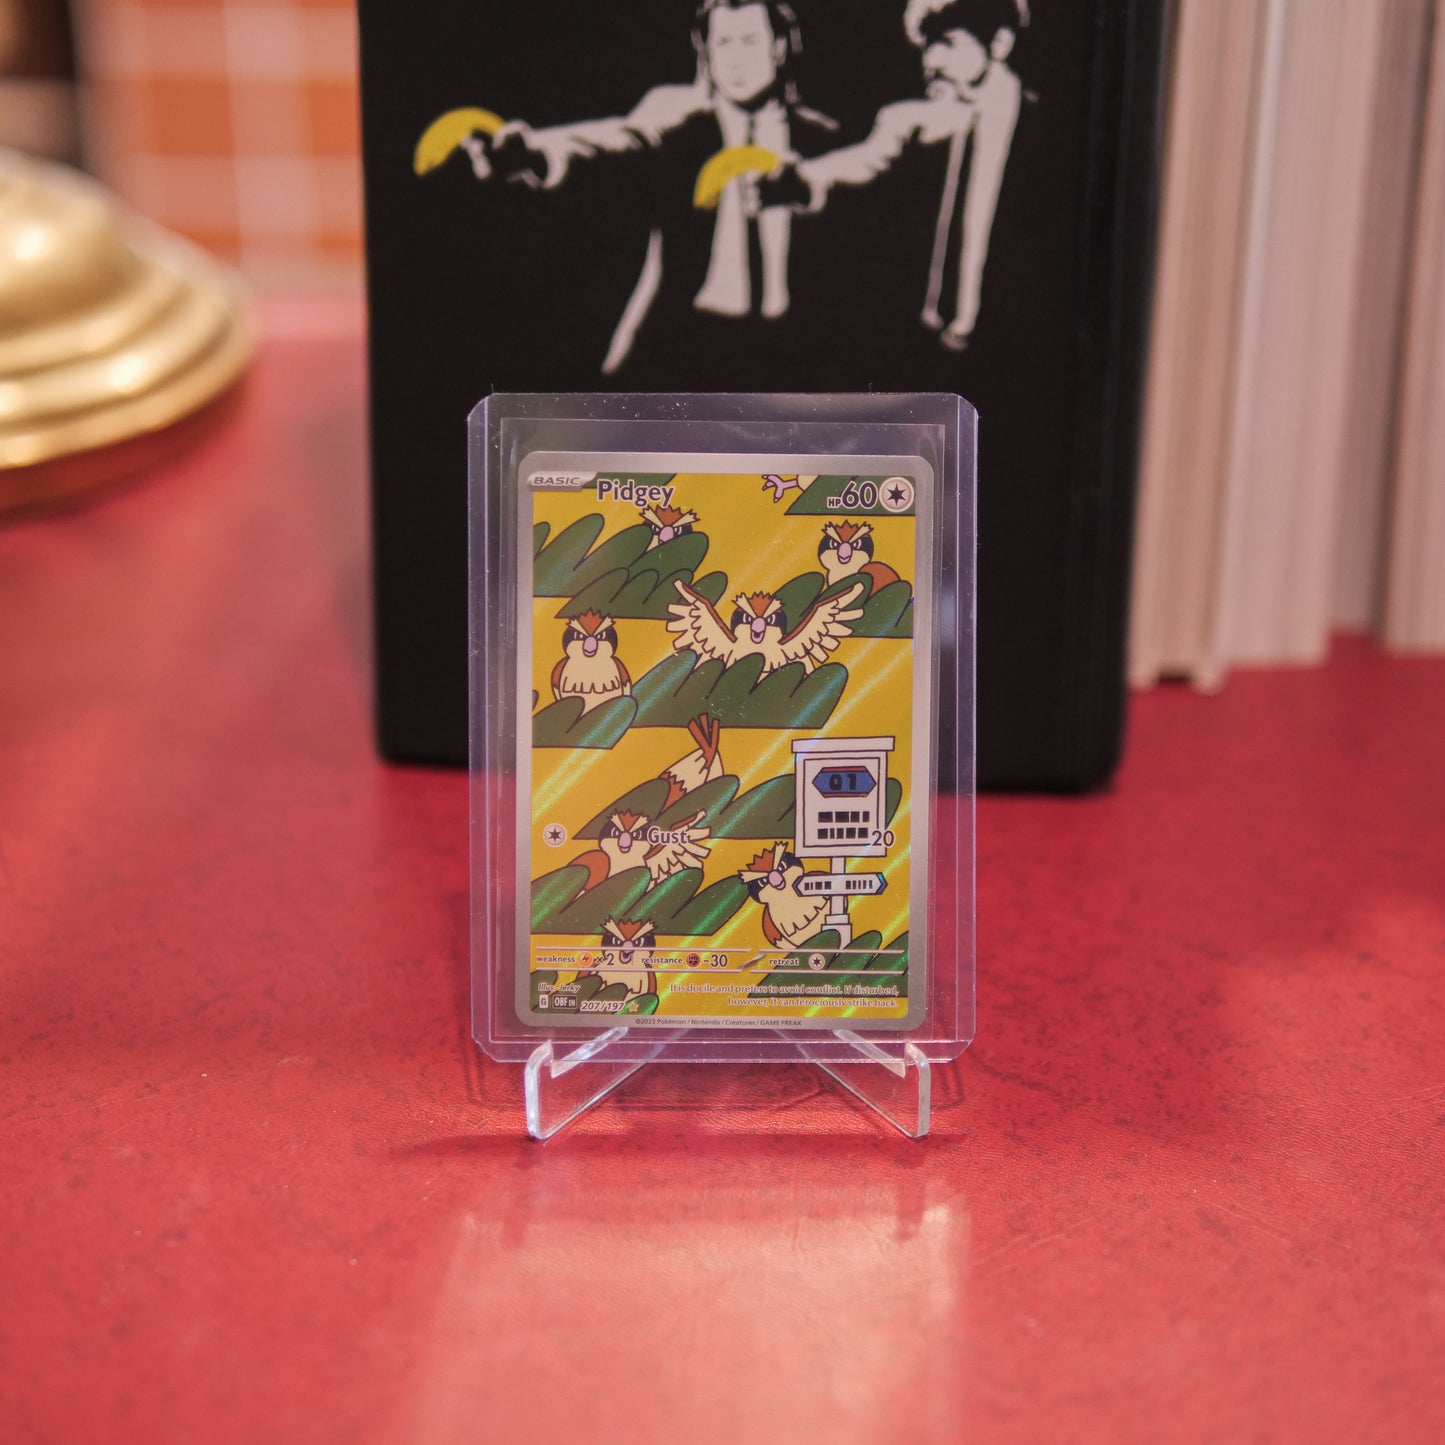 BASIC Pidgey HP 60
01
Gust 20
weakness ×2 resistance -30 retreat
Illus. Jerky
It is docile and prefers to avoid conflict. If disturbed,
however, it can ferociously strike back.
G OBF EN 207/197
©2023 Pokémon / Nintendo / Creatures / GAME FREAK